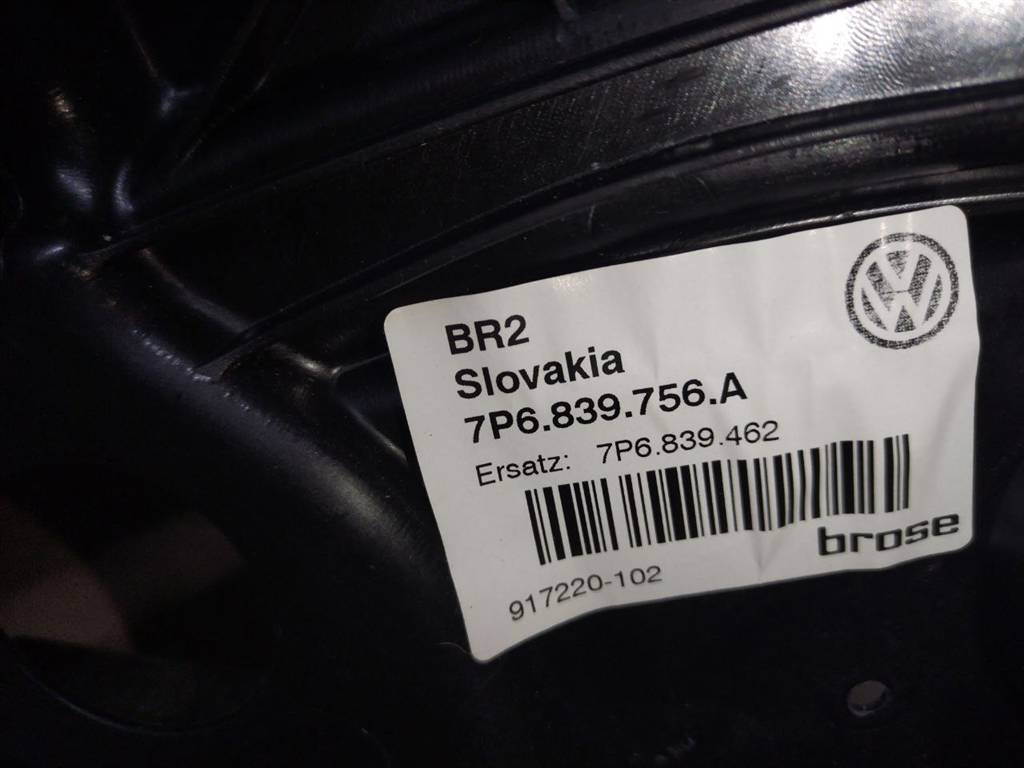 BR2
Slovakia
7P6.839.756.A
Ersatz: 7P6.839.462
brose
917220-102